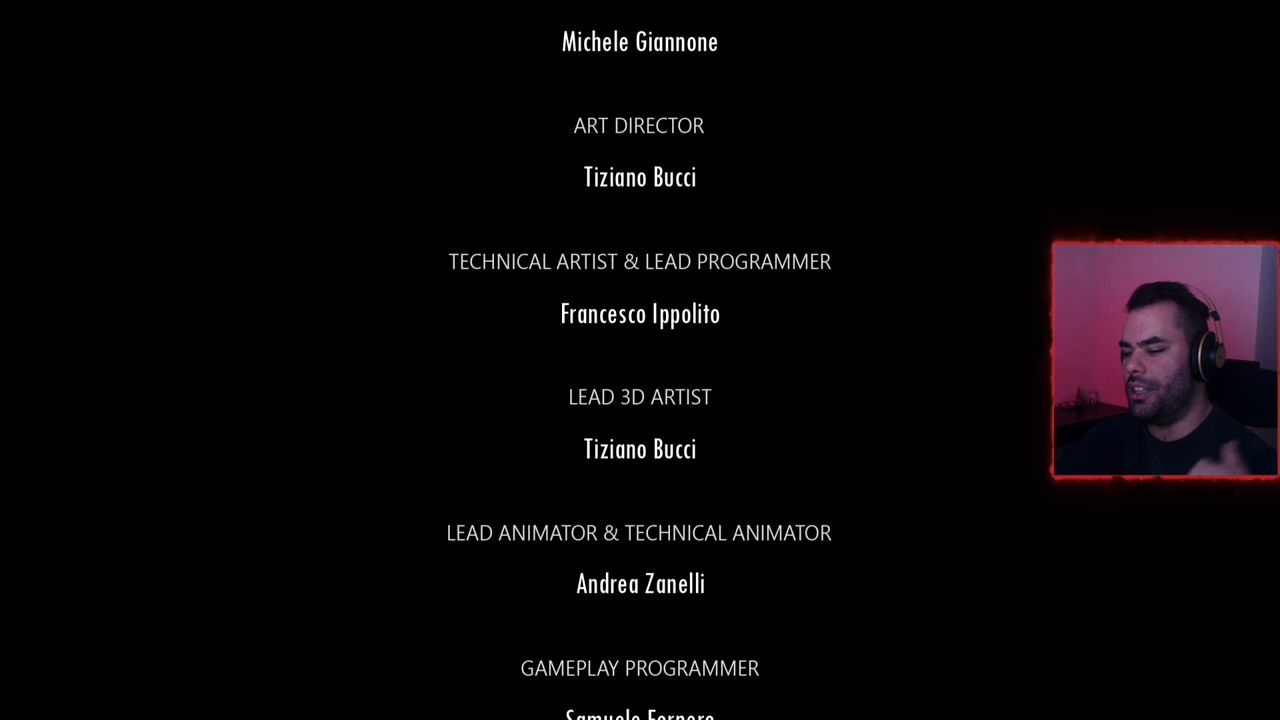 Michele Giannone
ART DIRECTOR
Tiziano Bucci
TECHNICAL ARTIST & LEAD PROGRAMMER
Francesco Ippolito
LEAD 3D ARTIST
Tiziano Bucci
LEAD ANIMATOR & TECHNICAL ANIMATOR
Andrea Zanelli
GAMEPLAY PROGRAMMER